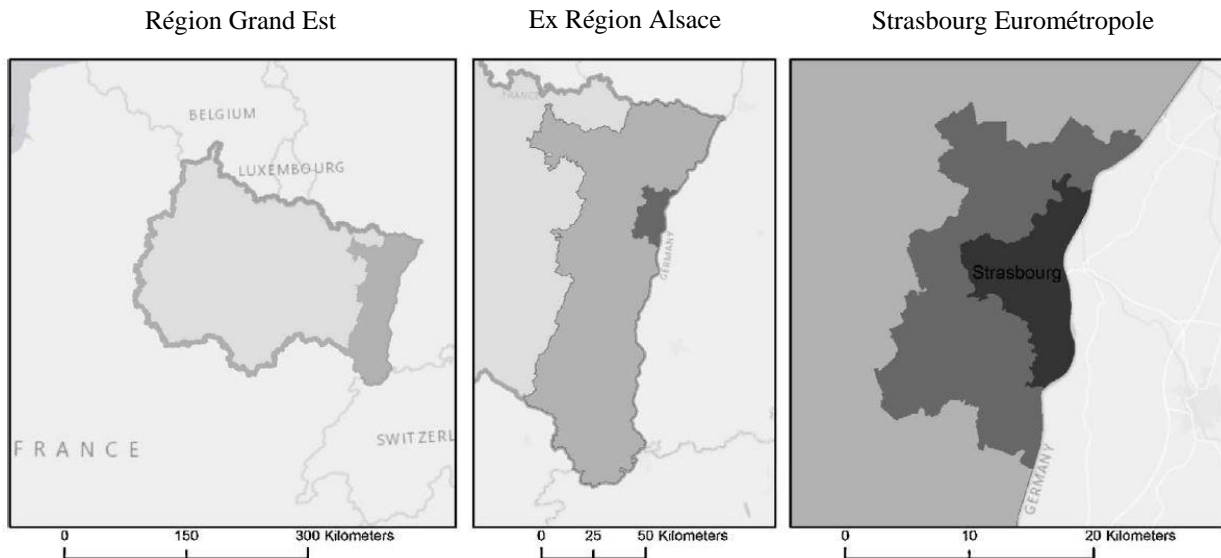 Région Grand Est
Ex Région Alsace
Strasbourg Eurométropole
BELGIUM
LUXEMBOURG
FRANCE
SWITZERL
0 150 300 Kilometers
FRANCE
GERMANY
0 25 50 Kilometers
Strasbourg
GERMANY
0 10 20 Kilometers